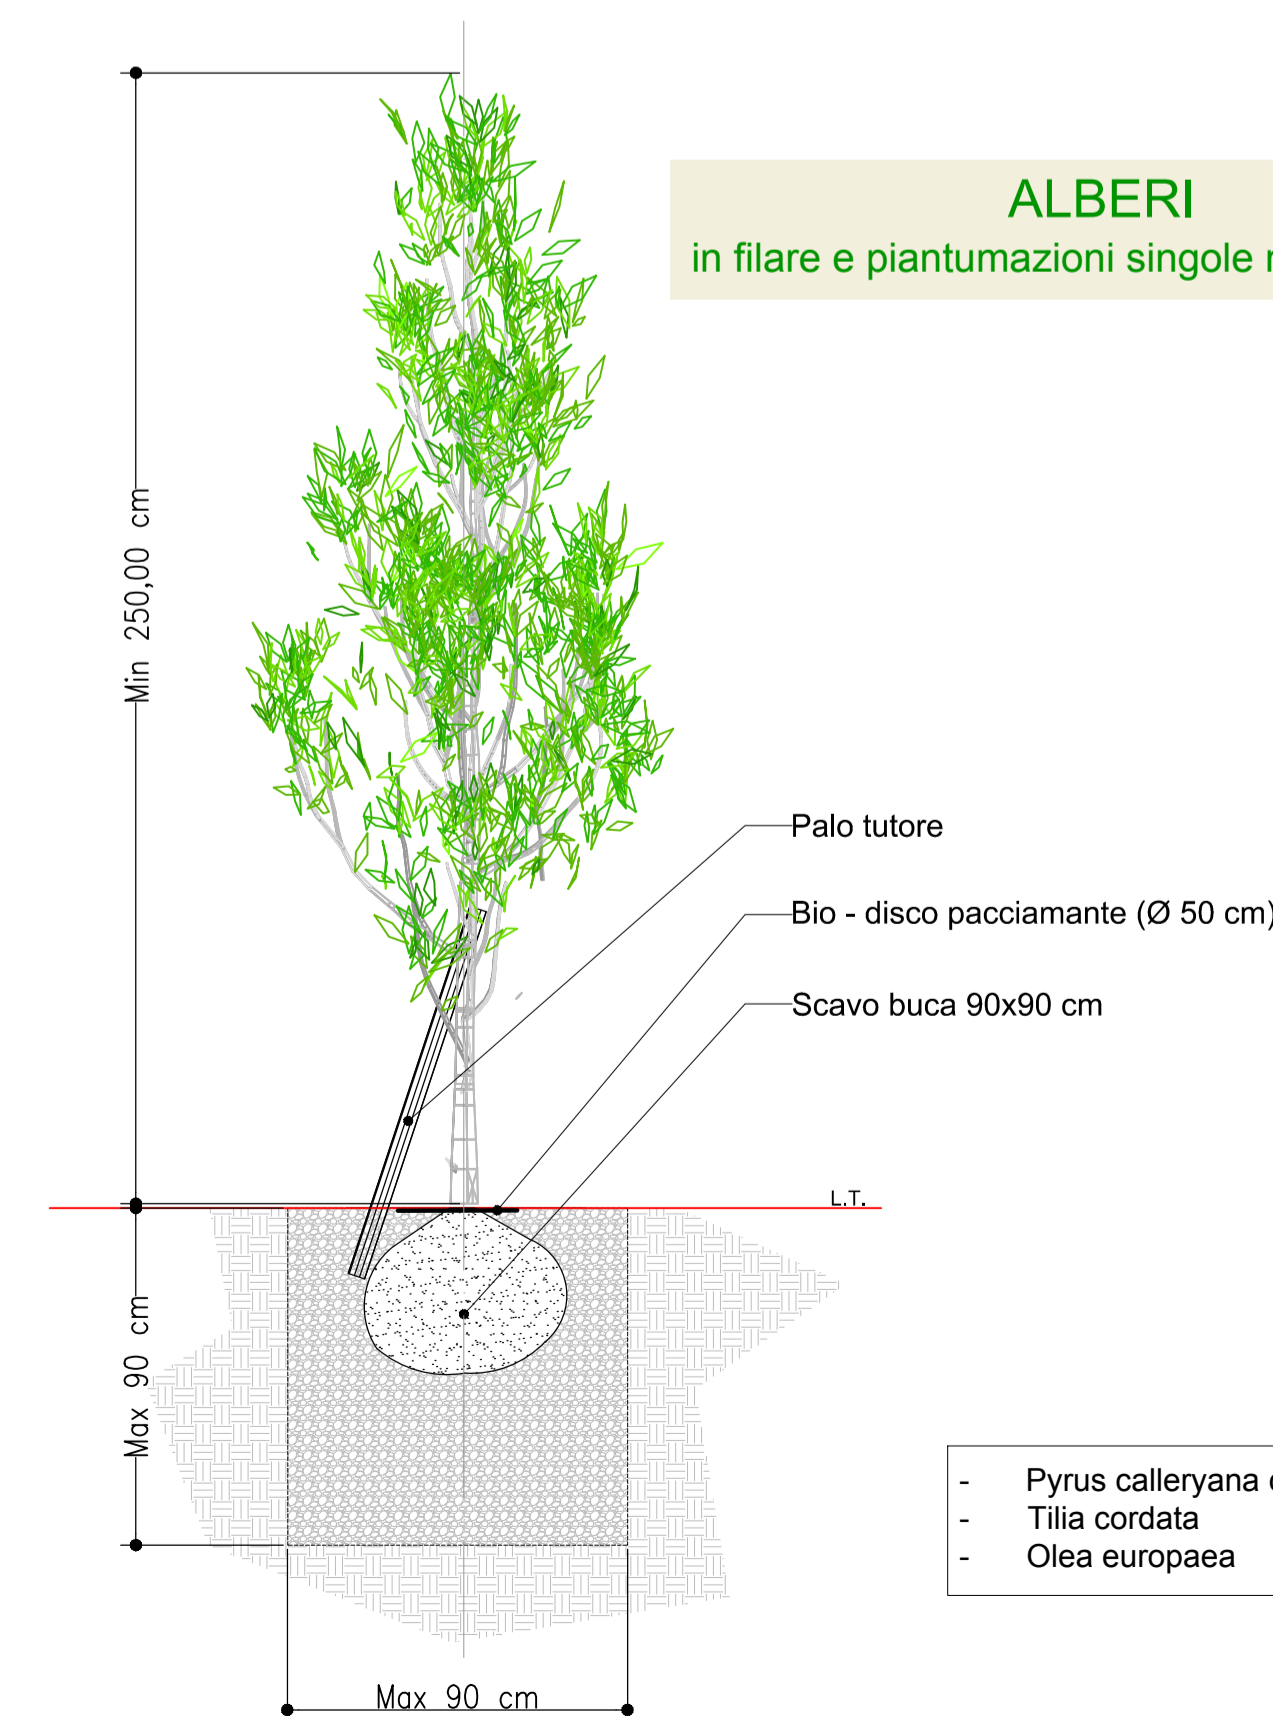 ALBERI
in filare e piantumazioni singole
Min 250,00 cm
Palo tutore
Bio - disco pacciamante (Ø 50 cm)
Scavo buca 90x90 cm
L.T.
Max 90 cm
- Pyrus calleryana
- Tilia cordata
- Olea europaea
Max 90 cm